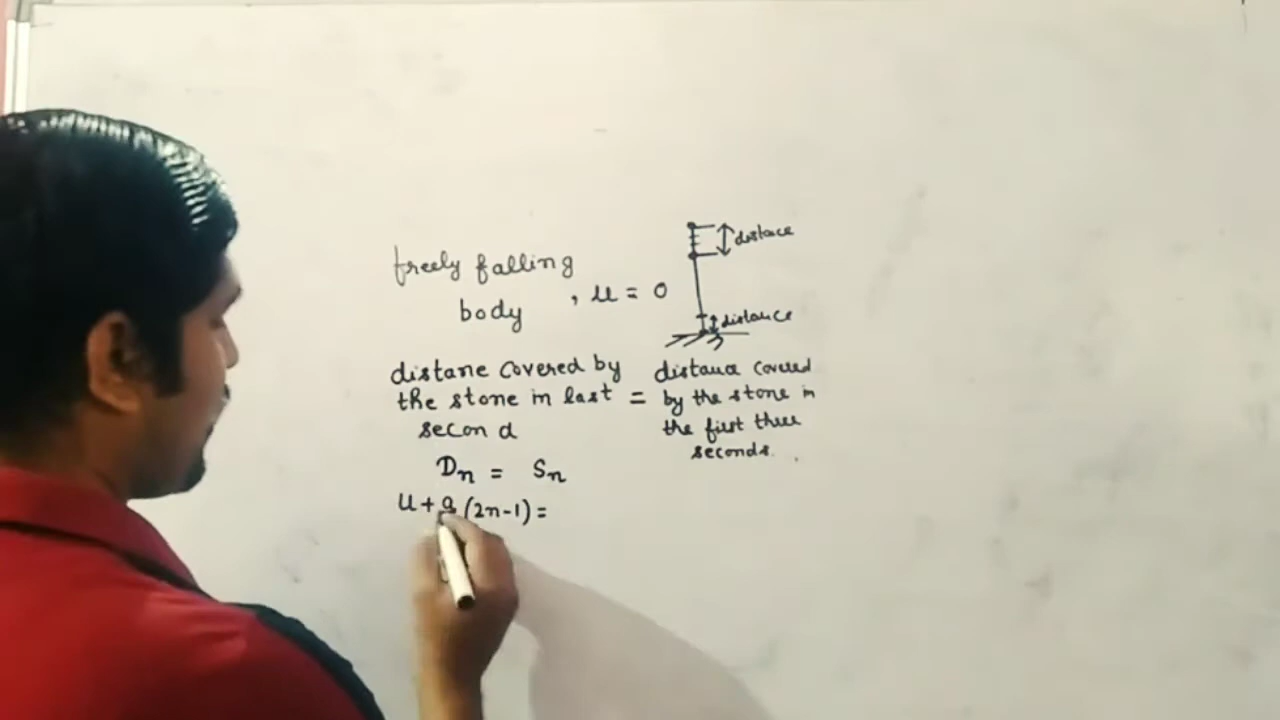 freely falling
body , u = 0
distace
distance
distane covered by
the stone in last =
second
distance covered
by the stone in
the first three
seconds.
Dn = Sn
U + a (2n-1) =